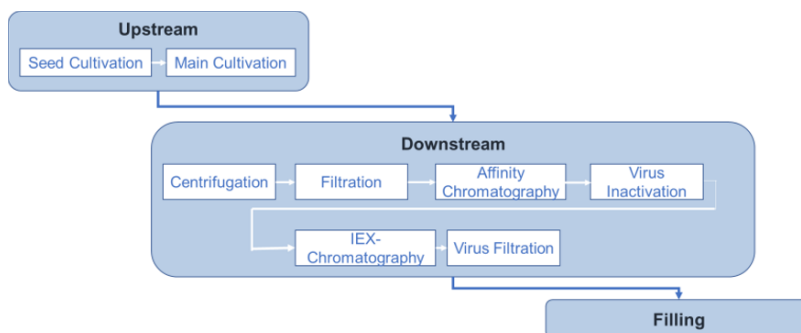 Upstream
Seed Cultivation
Main Cultivation
Downstream
Centrifugation
Filtration
Affinity
Chromatography
Virus
Inactivation
IEX-
Chromatography
Virus Filtration
Filling